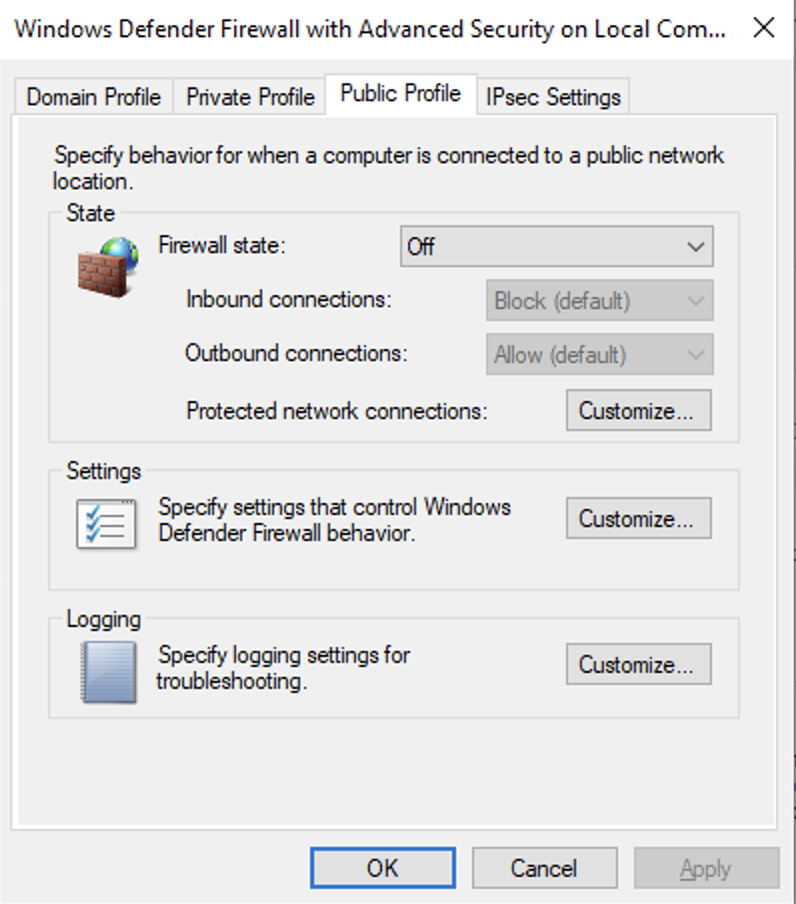 Windows Defender Firewall with Advanced Security on Local Com...
Domain Profile
Private Profile
Public Profile
IPsec Settings
Specify behavior for when a computer is connected to a public network
location.
State
Firewall state:
Off
Inbound connections:
Block (default)
Outbound connections:
Allow (default)
Protected network connections:
Customize...
Settings
Specify settings that control Windows
Defender Firewall behavior.
Customize...
Logging
Specify logging settings for
troubleshooting.
Customize...
OK
Cancel
Apply